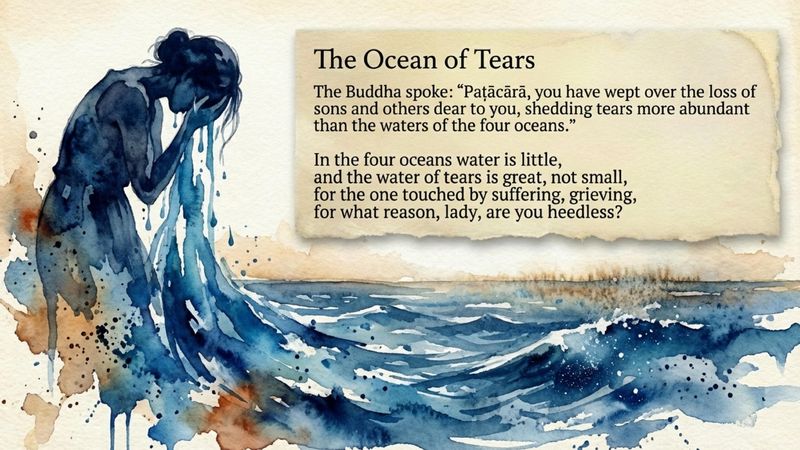 The Ocean of Tears
The Buddha spoke: “Paṭācārā, you have wept over the loss of
sons and others dear to you, shedding tears more abundant
than the waters of the four oceans.”
In the four oceans water is little,
and the water of tears is great, not small,
for the one touched by suffering, grieving,
for what reason, lady, are you heedless?